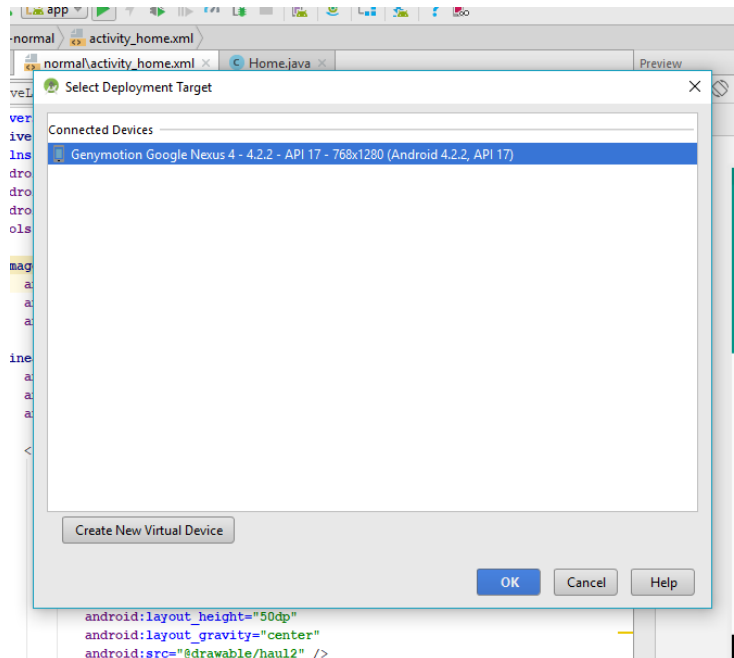 app
-normal activity_home.xml
normal\activity_home.xml Home.java Preview
Select Deployment Target
veL
ver
ive
lns
dro
dro
dro
ols
mag
a
a
a
ine
a
a
a
<
Connected Devices
Genymotion Google Nexus 4 - 4.2.2 - API 17 - 768x1280 (Android 4.2.2, API 17)
Create New Virtual Device
OK Cancel Help
android:layout_height="50dp"
android:layout_gravity="center"
android:src="@drawable/haul2" />